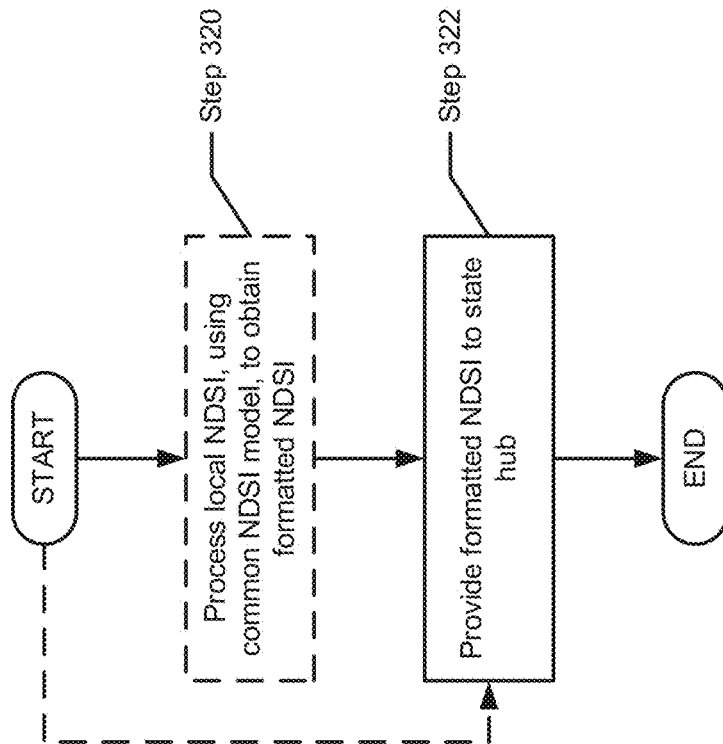 START
Process local NDSI, using
common NDSI model, to obtain
formatted NDSI
Step 320
Provide formatted NDSI to state
hub
Step 322
END